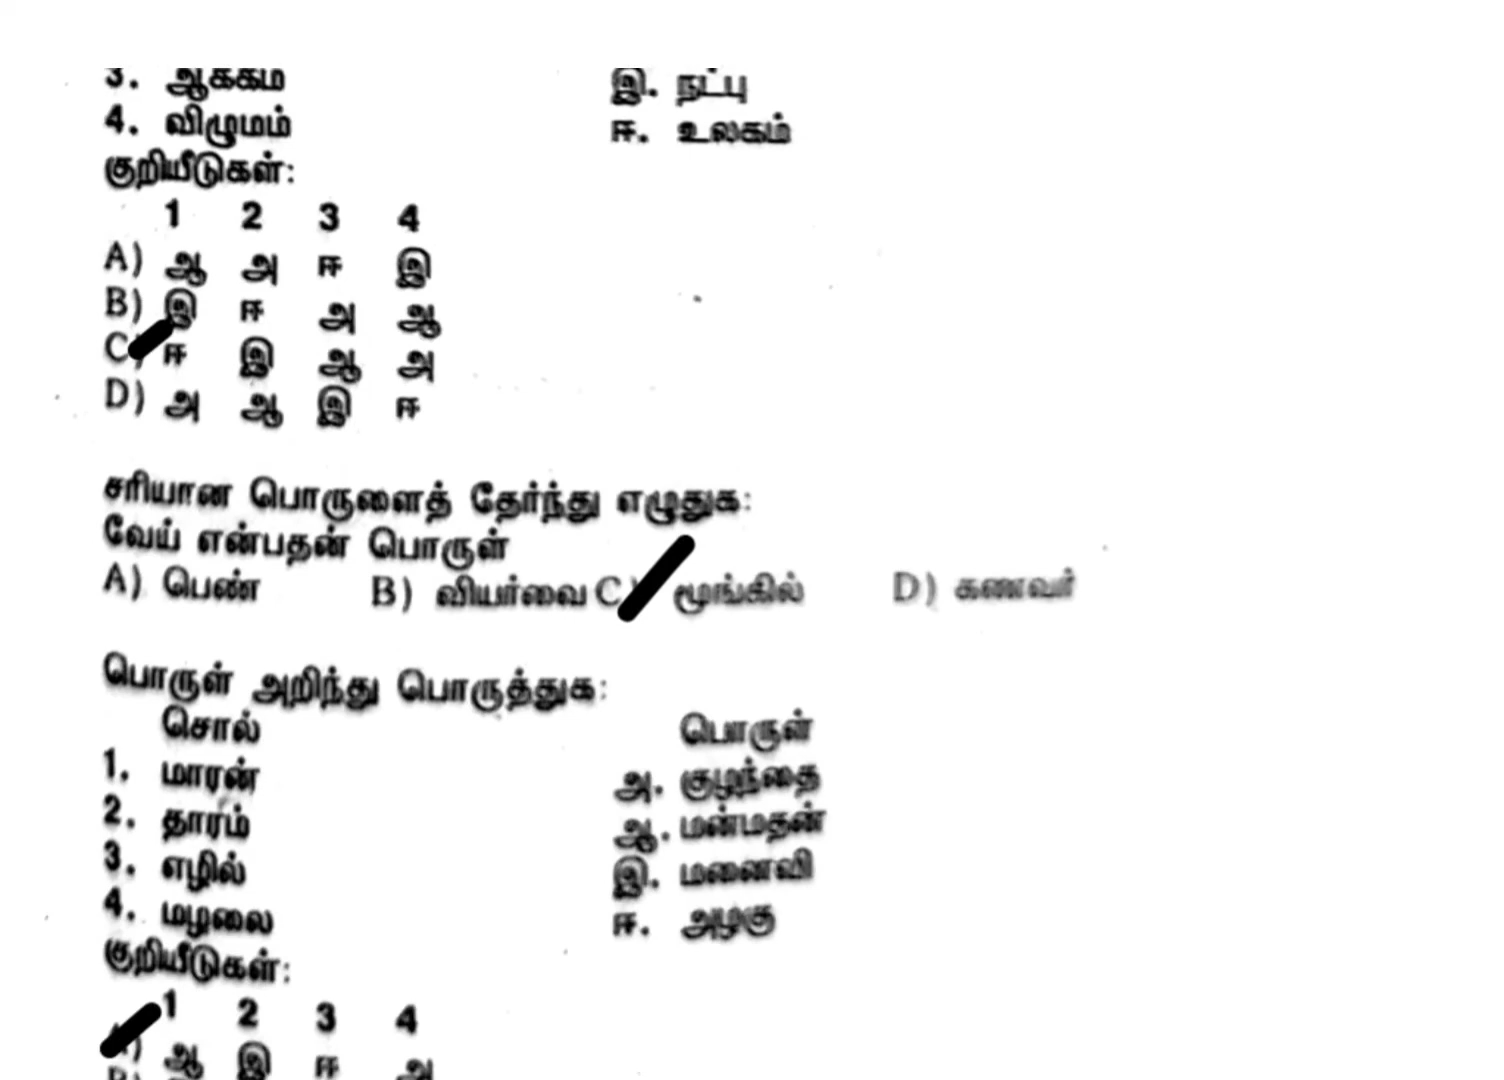 3. ஆக்கம் இ. நட்பு
4. விழுமம் ஈ. உலகம்
குறியீடுகள்:
1 2 3 4
A) ஆ அ ஈ இ
B) இ ஈ அ ஆ
C) ஈ இ ஆ அ
D) அ ஆ இ ஈ
சரியான பொருளைத் தேர்ந்து எழுதுக:
வேய் என்பதன் பொருள்
A) பெண் B) வியர்வை C) மூங்கில் D) கணவர்
பொருள் அறிந்து பொருத்துக:
சொல் பொருள்
1. மாரன் அ. குழந்தை
2. தாரம் ஆ. மன்மதன்
3. எழில் இ. மனைவி
4. மழலை ஈ. அழகு
குறியீடுகள்:
1 2 3 4
A) ஆ இ ஈ அ